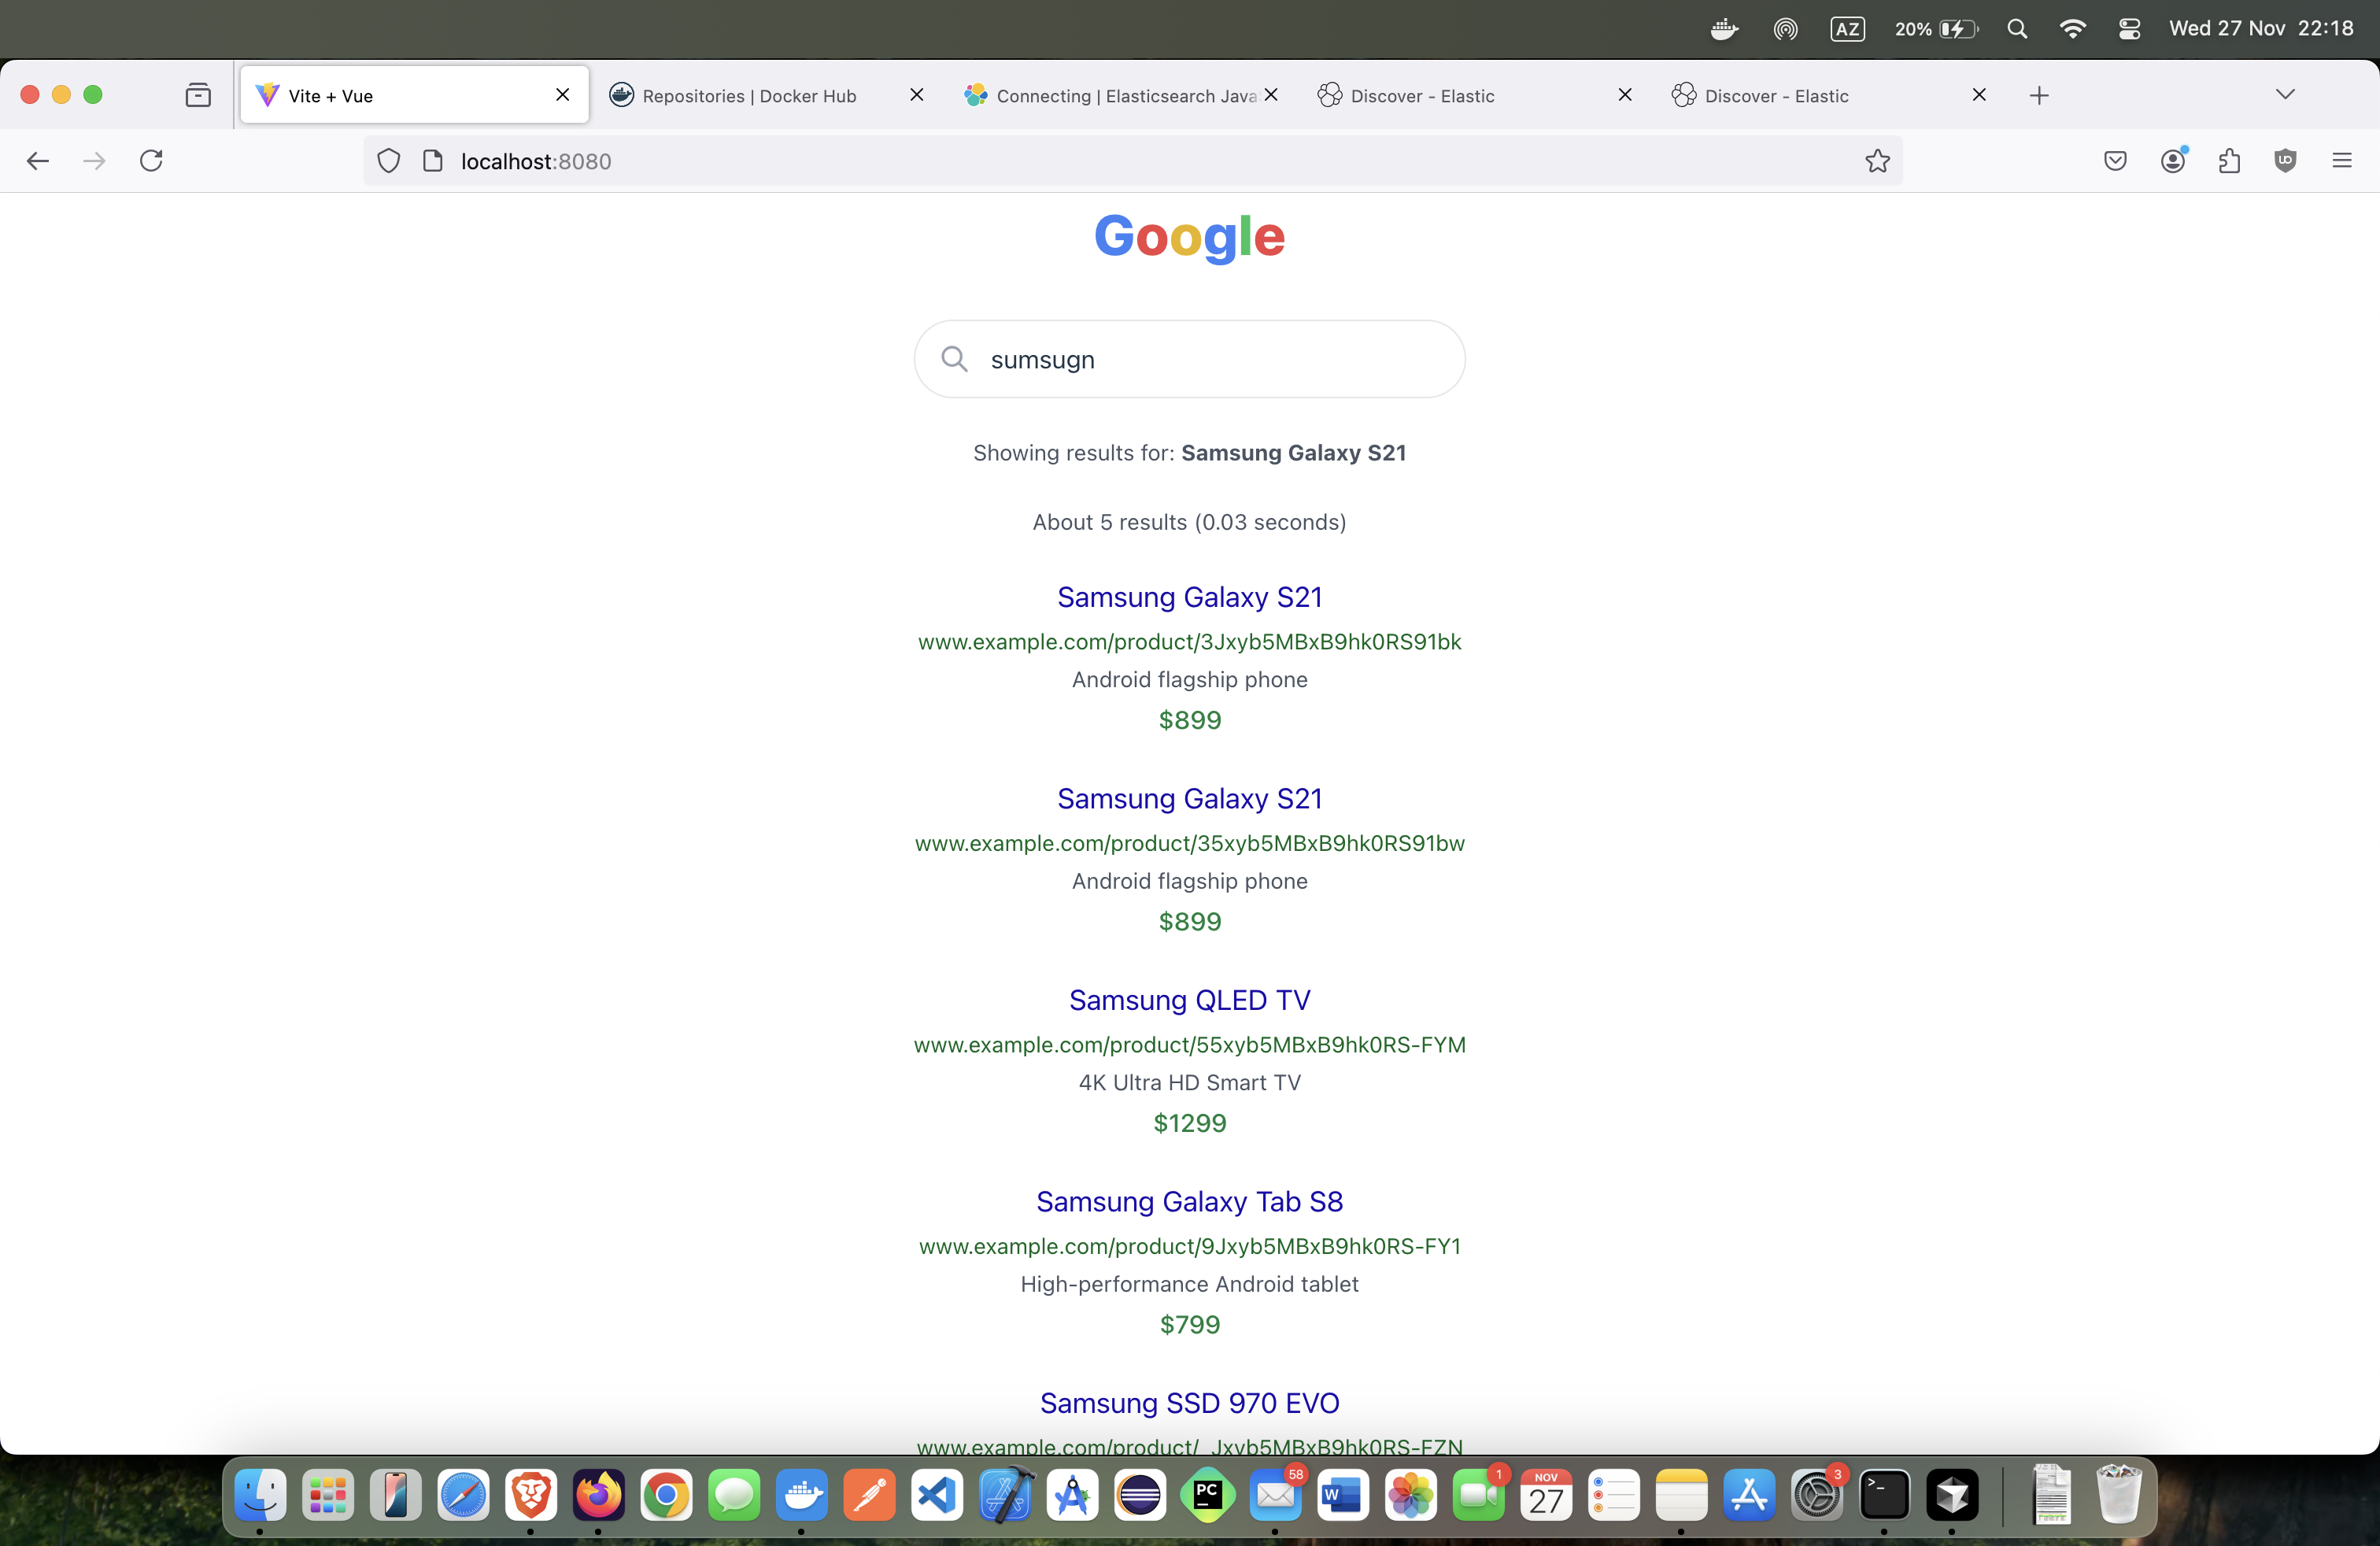 AZ 20% Wed 27 Nov 22:18
Vite + Vue Repositories | Docker Hub Connecting | Elasticsearch Java Discover - Elastic Discover - Elastic
localhost:8080
Google
sumsugn
Showing results for: Samsung Galaxy S21
About 5 results (0.03 seconds)
Samsung Galaxy S21
www.example.com/product/3Jxyb5MBxB9hk0RS91bk
Android flagship phone
$899
Samsung Galaxy S21
www.example.com/product/35xyb5MBxB9hk0RS91bw
Android flagship phone
$899
Samsung QLED TV
www.example.com/product/55xyb5MBxB9hk0RS-FYM
4K Ultra HD Smart TV
$1299
Samsung Galaxy Tab S8
www.example.com/product/9Jxyb5MBxB9hk0RS-FY1
High-performance Android tablet
$799
Samsung SSD 970 EVO
www.example.com/product/_Jxyb5MBxB9hk0RS-FZN
PC 58 W 1 NOV 27 3 >_